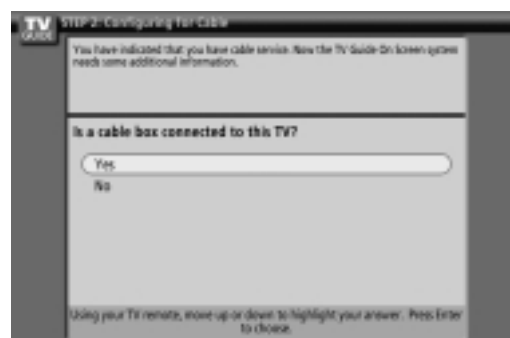 TV
GUIDE
STEP 2: Configuring for Cable
You have indicated that you have cable service. Now the TV Guide On Screen system
needs some additional information.
Is a cable box connected to this TV?
Yes
No
Using your TV remote, move up or down to highlight your answer. Press Enter
to choose.